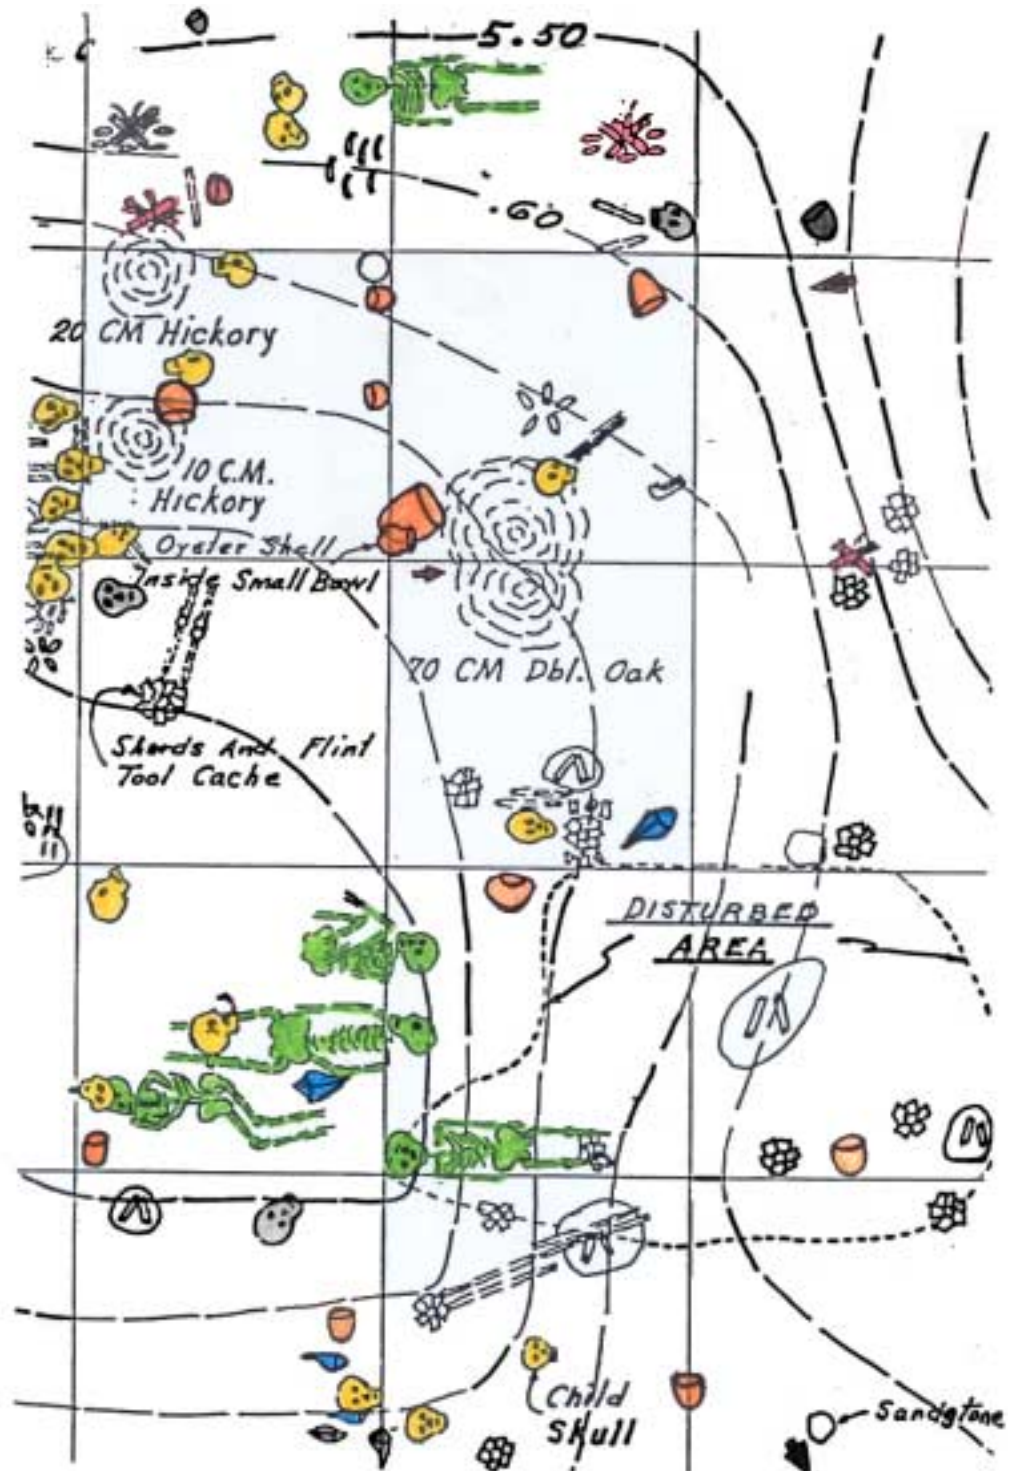 5.50
.60
20 CM Hickory
10 C.M.
Hickory
Oyster Shell
Inside Small Bowl
70 CM Dbl. Oak
Sherds And Flint
Tool Cache
DISTURBED
AREA
Child
Skull
Sandstone